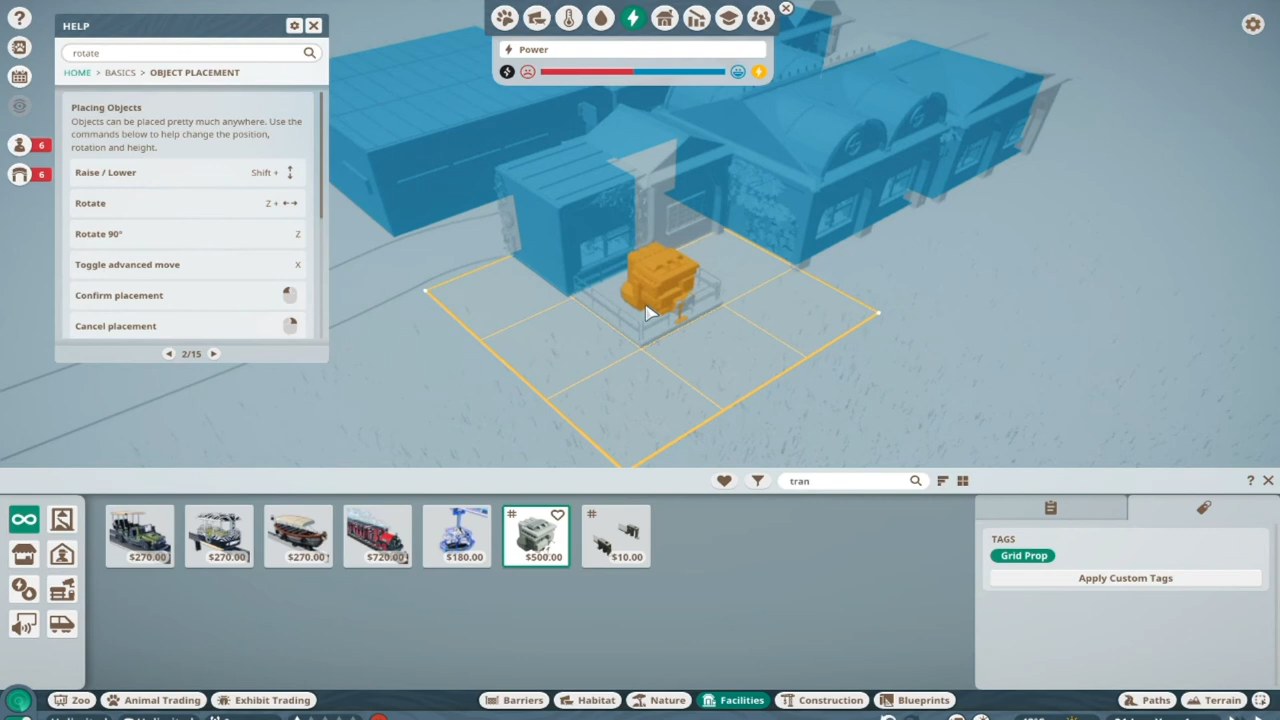 HELP
rotate
HOME > BASICS > OBJECT PLACEMENT
Placing Objects
Objects can be placed pretty much anywhere. Use the
commands below to help change the position,
rotation and height.
Raise / Lower Shift +
Rotate Z +
Rotate 90° Z
Toggle advanced move X
Confirm placement
Cancel placement
2/15
6
6
Power
tran
?
$270.00
$270.00
$270.00
$720.00
$180.00
# $500.00
# $10.00
TAGS
Grid Prop
Apply Custom Tags
Zoo
Animal Trading
Exhibit Trading
Barriers
Habitat
Nature
Facilities
Construction
Blueprints
Paths
Terrain